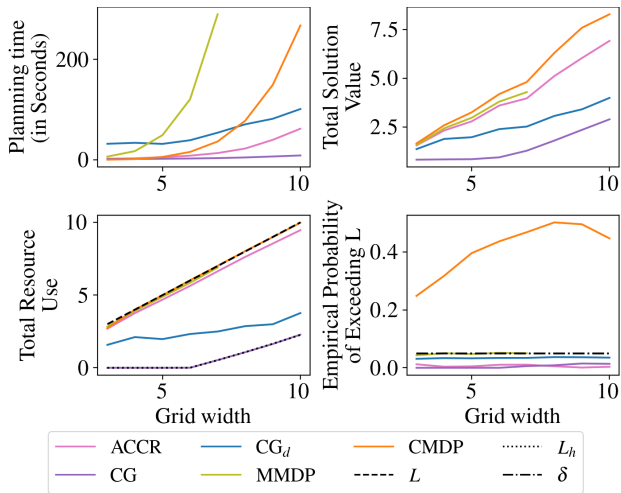 Plannning time
(in Seconds)
200
0
5
10
Total Solution
Value
7.5
5.0
2.5
5
10
Total Resource
Use
10
5
0
5
10
Grid width
Empirical Probability
of Exceeding L
0.4
0.2
0.0
5
10
Grid width
ACCR
CG
CG_d
MMDP
CMDP
L
L_h
δ